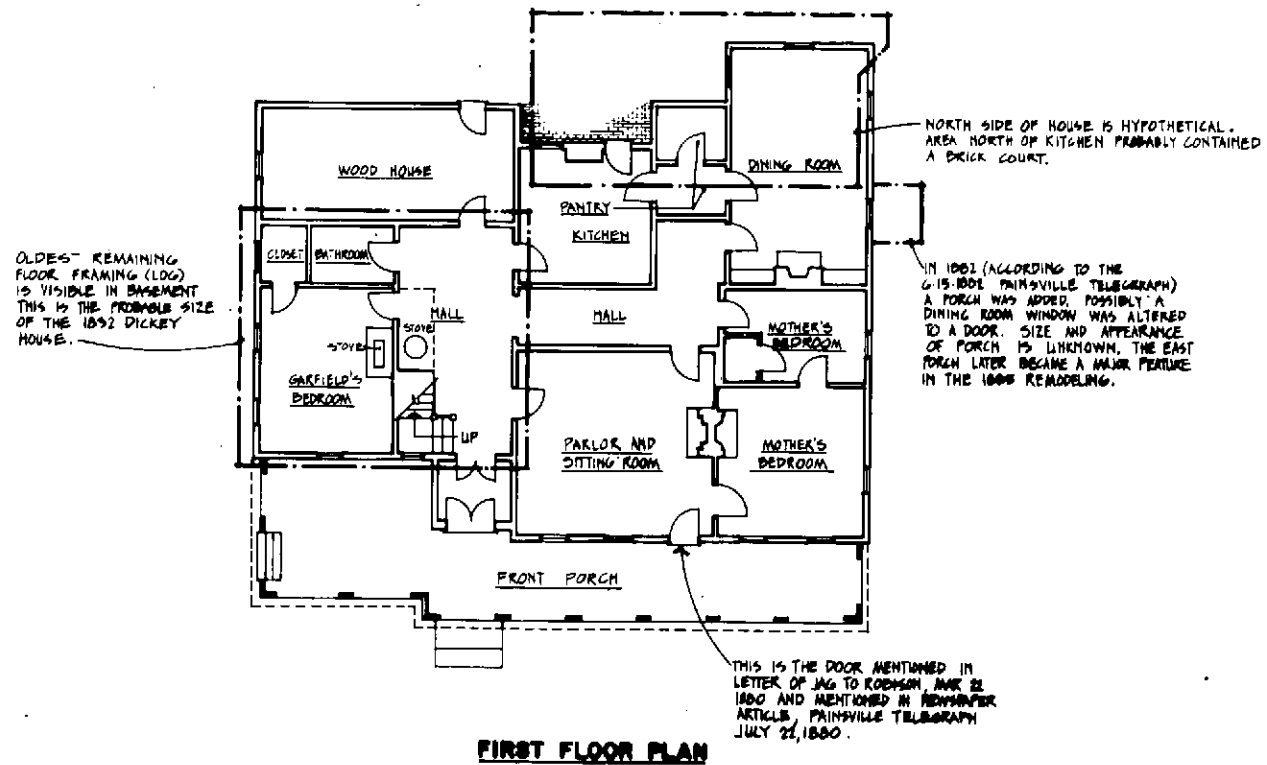 NORTH SIDE OF HOUSE IS HYPOTHETICAL.
AREA NORTH OF KITCHEN PROBABLY CONTAINED
A BRICK COURT.
DINING ROOM
WOOD HOUSE
PANTRY
KITCHEN
CLOSET
BATHROOM
OLDEST REMAINING
FLOOR FRAMING (LOG)
IS VISIBLE IN BASEMENT
THIS IS THE PROBABLE SIZE
OF THE 1832 DICKEY
HOUSE.
IN 1882 (ACCORDING TO THE
6-15-1882 PAINSVILLE TELEGRAPH)
A PORCH WAS ADDED, POSSIBLY A
DINING ROOM WINDOW WAS ALTERED
TO A DOOR. SIZE AND APPEARANCE
OF PORCH IS UNKNOWN. THE EAST
PORCH LATER BECAME A MAJOR FEATURE
IN THE 1885 REMODELING.
HALL
HALL
STOVE
STOVE
MOTHER'S
BEDROOM
GARFIELD'S
BEDROOM
UP
PARLOR AND
SITTING ROOM
MOTHER'S
BEDROOM
FRONT PORCH
THIS IS THE DOOR MENTIONED IN
LETTER OF JAG TO ROBISON, MAR 22
1880 AND MENTIONED IN NEWSPAPER
ARTICLE, PAINSVILLE TELEGRAPH
JULY 22, 1880.
FIRST FLOOR PLAN